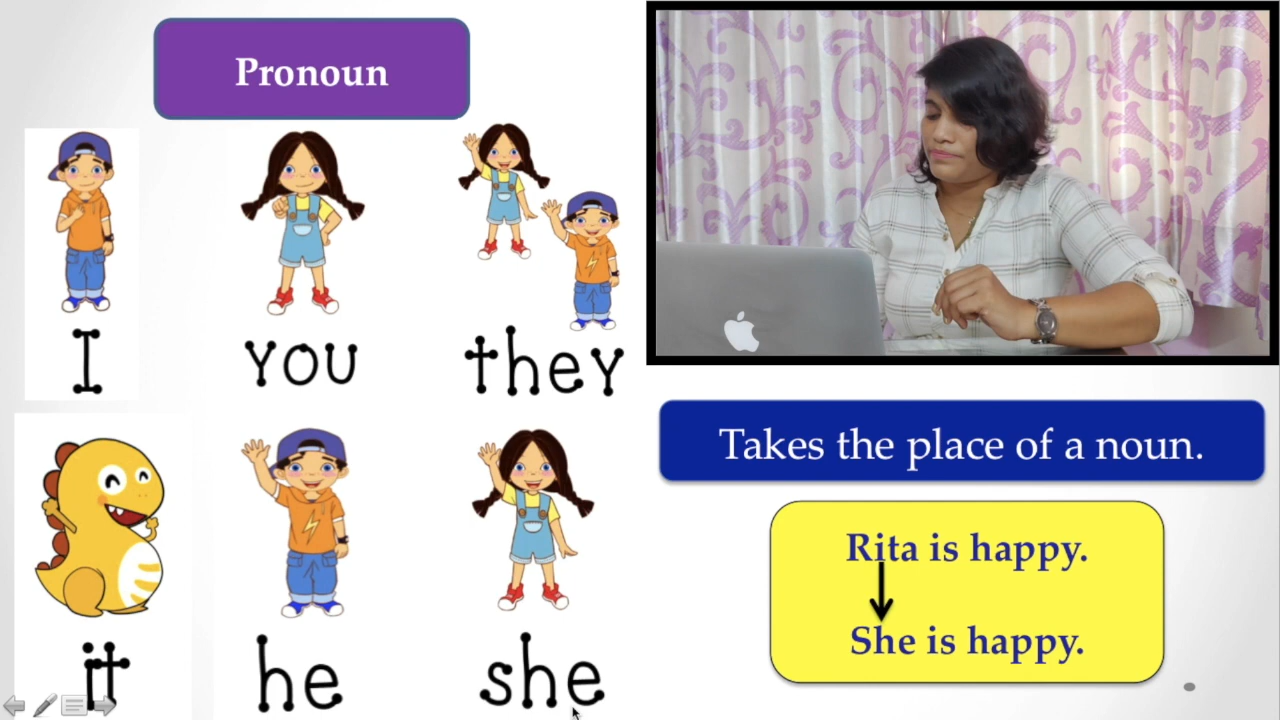 Pronoun
I
YOU
they
it
he
she
Takes the place of a noun.
Rita is happy.
She is happy.